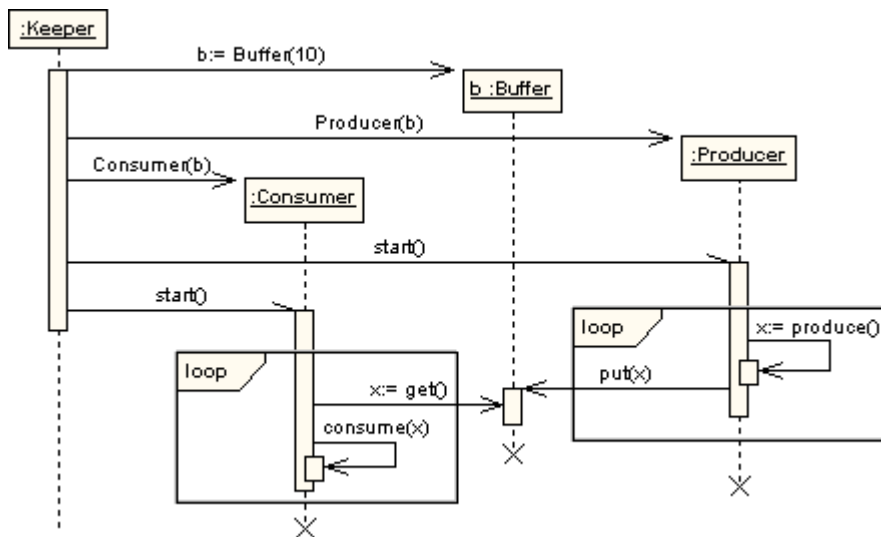 :Keeper
b:= Buffer(10)
b :Buffer
Producer(b)
:Producer
Consumer(b)
:Consumer
start()
start()
loop
x:= produce()
loop
x:= get()
put(x)
consume(x)